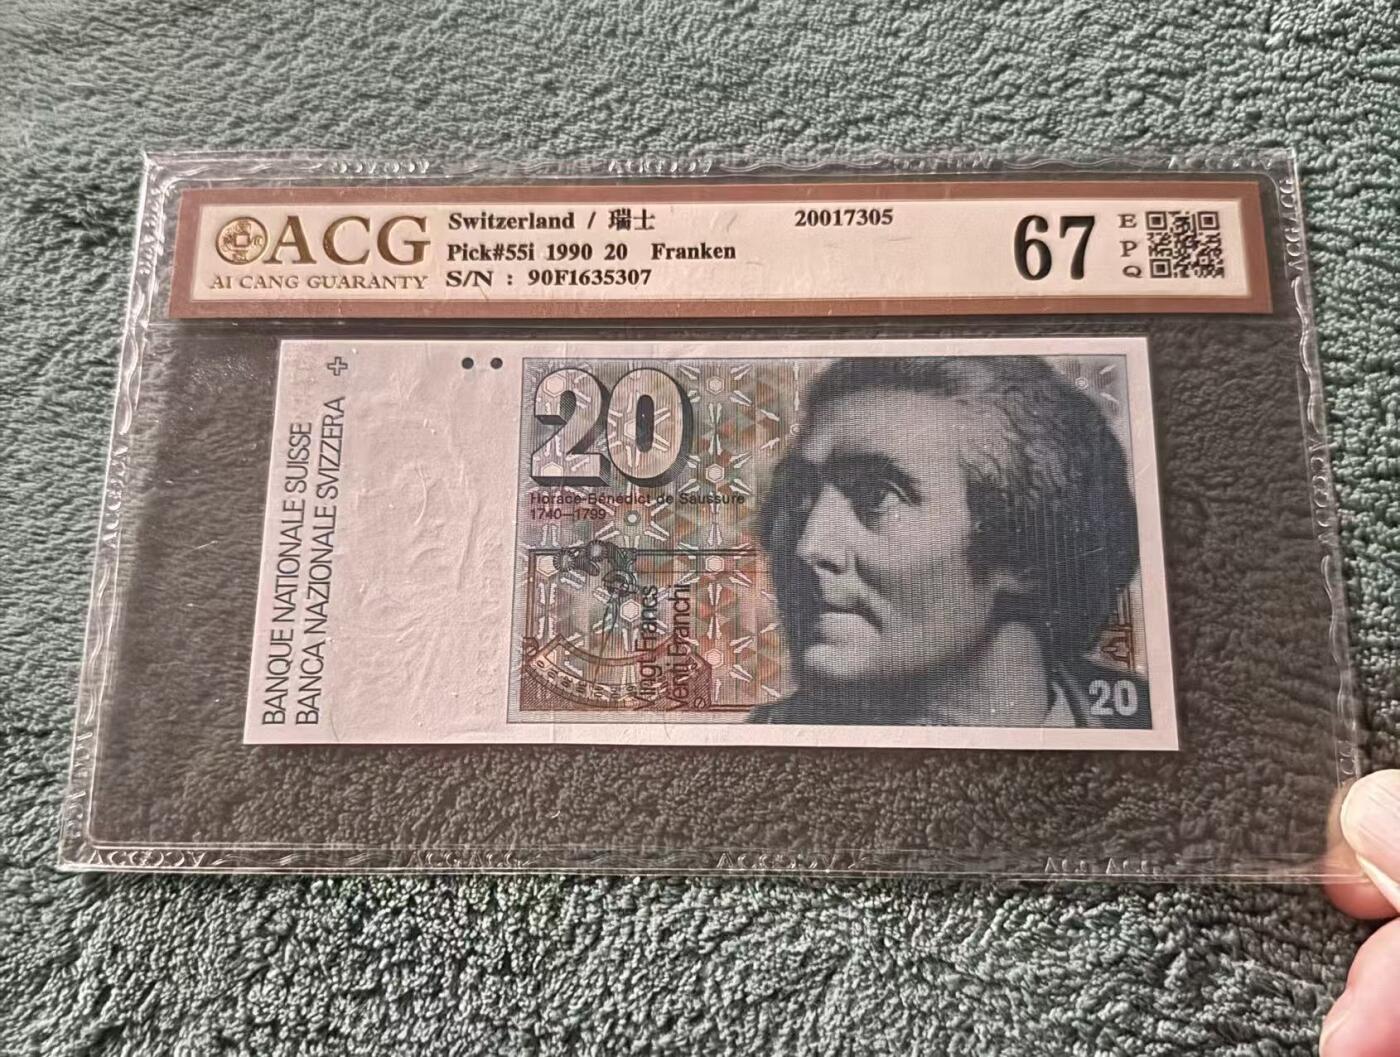 ACG
AI CANG GUARANTY
Switzerland / 瑞士
20017305
Pick#55i 1990 20 Franken
S/N : 90F1635307
67
E
P
Q
BANQUE NATIONALE SUISSE
BANCA NAZIONALE SVIZZERA
20
Horace-Bénédict de Saussure
1740–1799
Vingt Francs
Venti Franchi
20